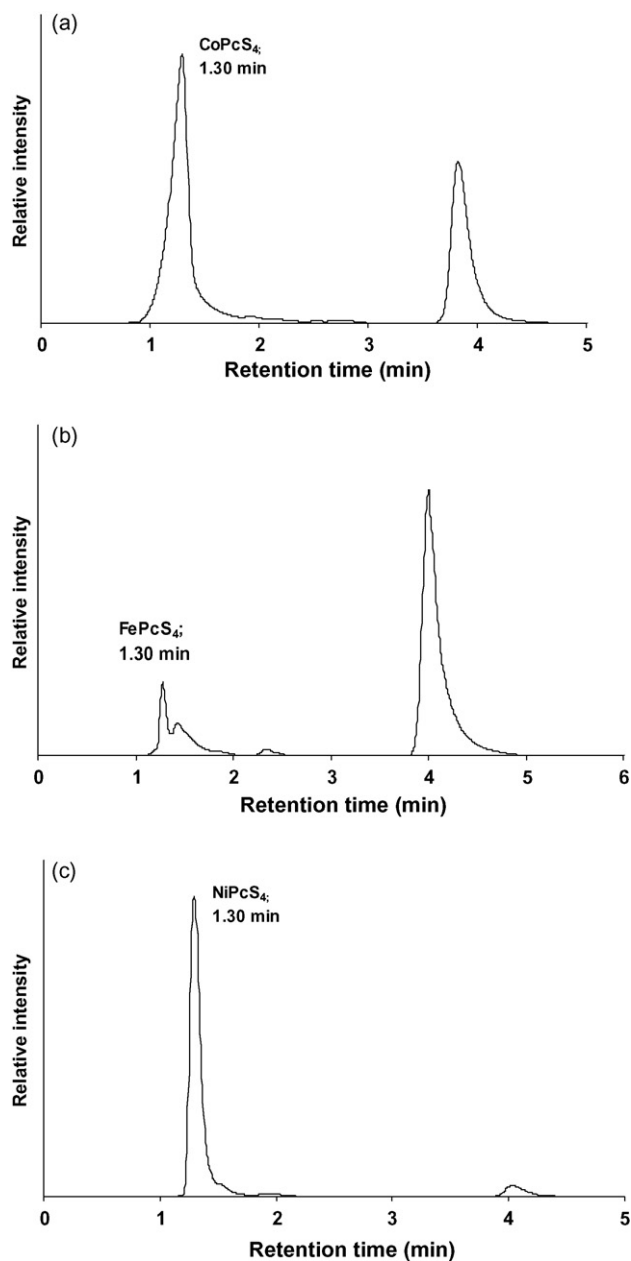 (a)
CoPcS₄;
1.30 min
Relative intensity
0 1 2 3 4 5
Retention time (min)
(b)
FePcS₄;
1.30 min
Relative intensity
0 1 2 3 4 5 6
Retention time (min)
(c)
NiPcS₄;
1.30 min
Relative intensity
0 1 2 3 4 5
Retention time (min)